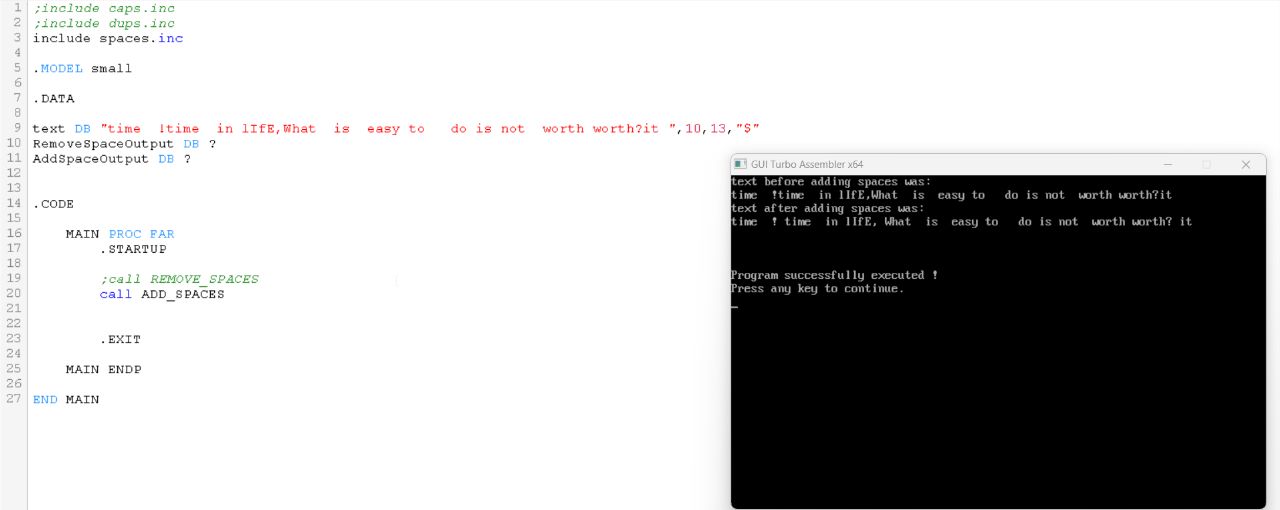 1 ;include caps.inc
2 ;include dups.inc
3 include spaces.inc
4
5 .MODEL small
6
7 .DATA
8
9 text DB "time  !time  in lIfE,What  is  easy to   do is not  worth worth?it ",10,13,"$"
10 RemoveSpaceOutput DB ?
11 AddSpaceOutput DB ?
12
13
14 .CODE
15
16 MAIN PROC FAR
17 .STARTUP
18
19 ;call REMOVE_SPACES
20 call ADD_SPACES
21
22
23 .EXIT
24
25 MAIN ENDP
26
27 END MAIN
GUI Turbo Assembler x64
text before adding spaces was:
time  !time  in lIfE,What  is  easy to   do is not  worth worth?it
text after adding spaces was:
time  ! time  in lIfE, What  is  easy to   do is not  worth worth? it
Program successfully executed !
Press any key to continue.